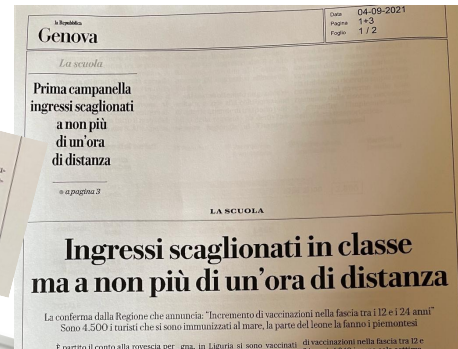 la Repubblica
Genova
Data 04-09-2021
Pagina 1+3
Foglio 1 / 2
La scuola
Prima campanella
ingressi scaglionati
a non più
di un'ora
di distanza
a pagina 3
LA SCUOLA
Ingressi scaglionati in classe
ma a non più di un'ora di distanza
La conferma dalla Regione che annuncia: "Incremento di vaccinazioni nella fascia tra i 12 e i 24 anni"
Sono 4.500 i turisti che si sono immunizzati al mare, la parte del leone la fanno i piemontesi
È partito il conto alla rovescia per
gna, in Liguria si sono vaccinati
di vaccinazioni nella fascia tra 12 e